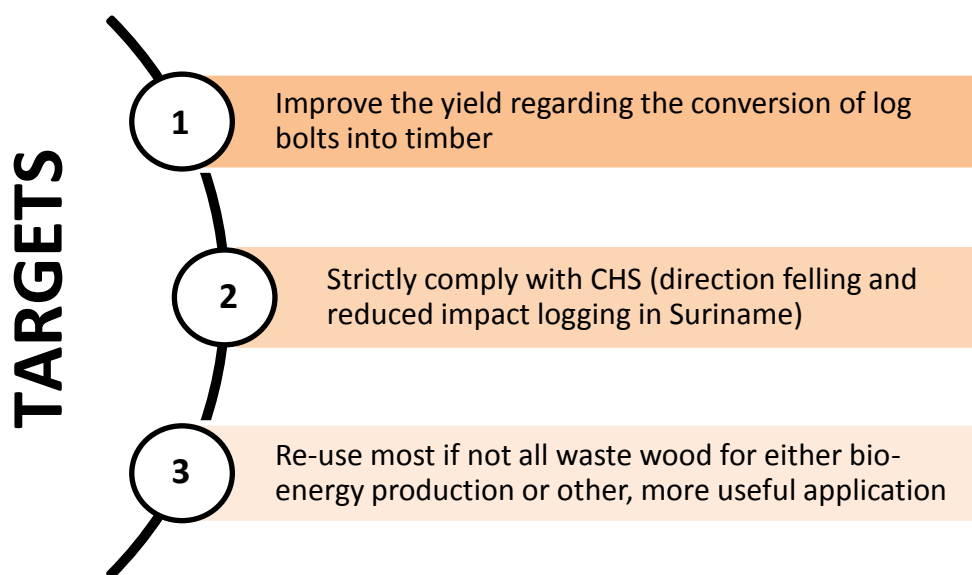 TARGETS
1
Improve the yield regarding the conversion of log
bolts into timber
2
Strictly comply with CHS (direction felling and
reduced impact logging in Suriname)
3
Re-use most if not all waste wood for either bio-
energy production or other, more useful application